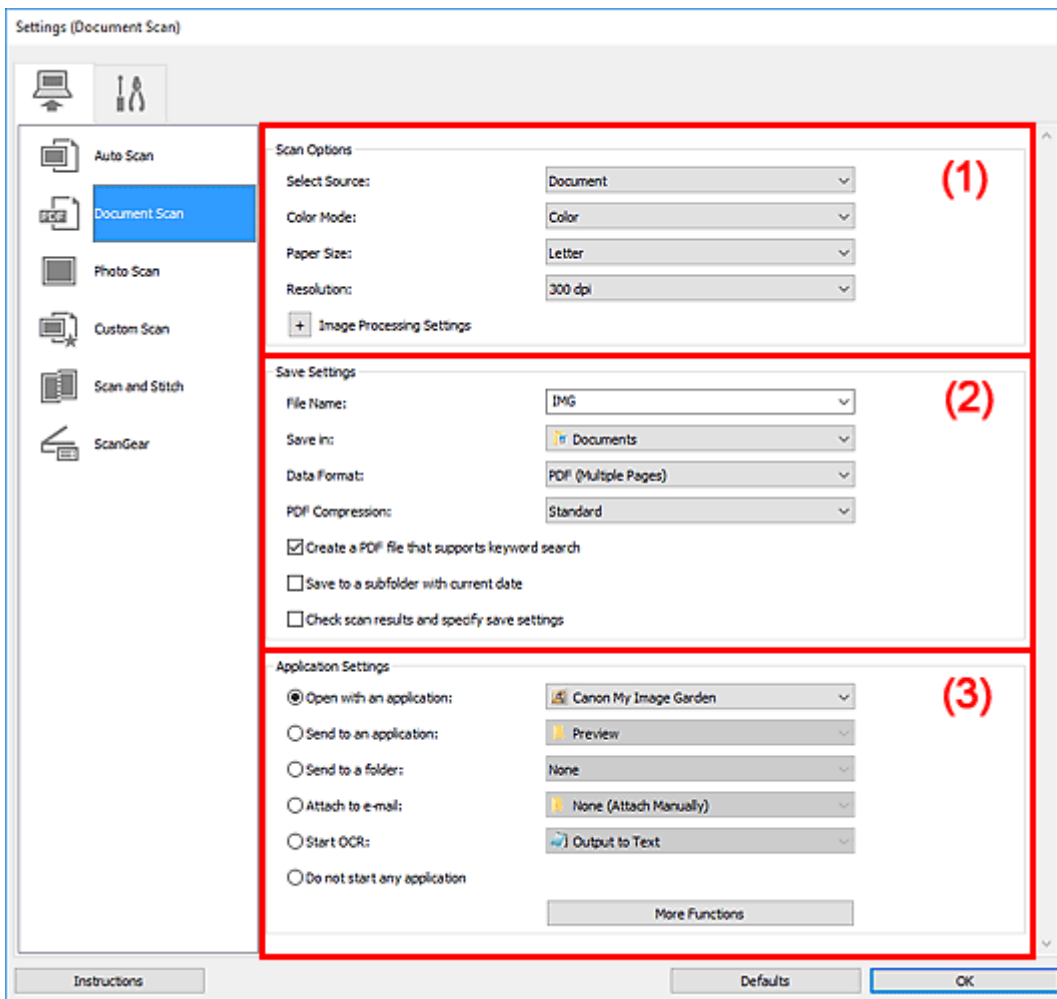 Settings (Document Scan)
Auto Scan
Document Scan
Photo Scan
Custom Scan
Scan and Stitch
ScanGear
Scan Options
(1)
Select Source: Document
Color Mode: Color
Paper Size: Letter
Resolution: 300 dpi
+ Image Processing Settings
Save Settings
(2)
File Name: IMG
Save in: Documents
Data Format: PDF (Multiple Pages)
PDF Compression: Standard
Create a PDF file that supports keyword search
Save to a subfolder with current date
Check scan results and specify save settings
Application Settings
(3)
Open with an application: Canon My Image Garden
Send to an application: Preview
Send to a folder: None
Attach to e-mail: None (Attach Manually)
Start OCR: Output to Text
Do not start any application
More Functions
Instructions Defaults OK